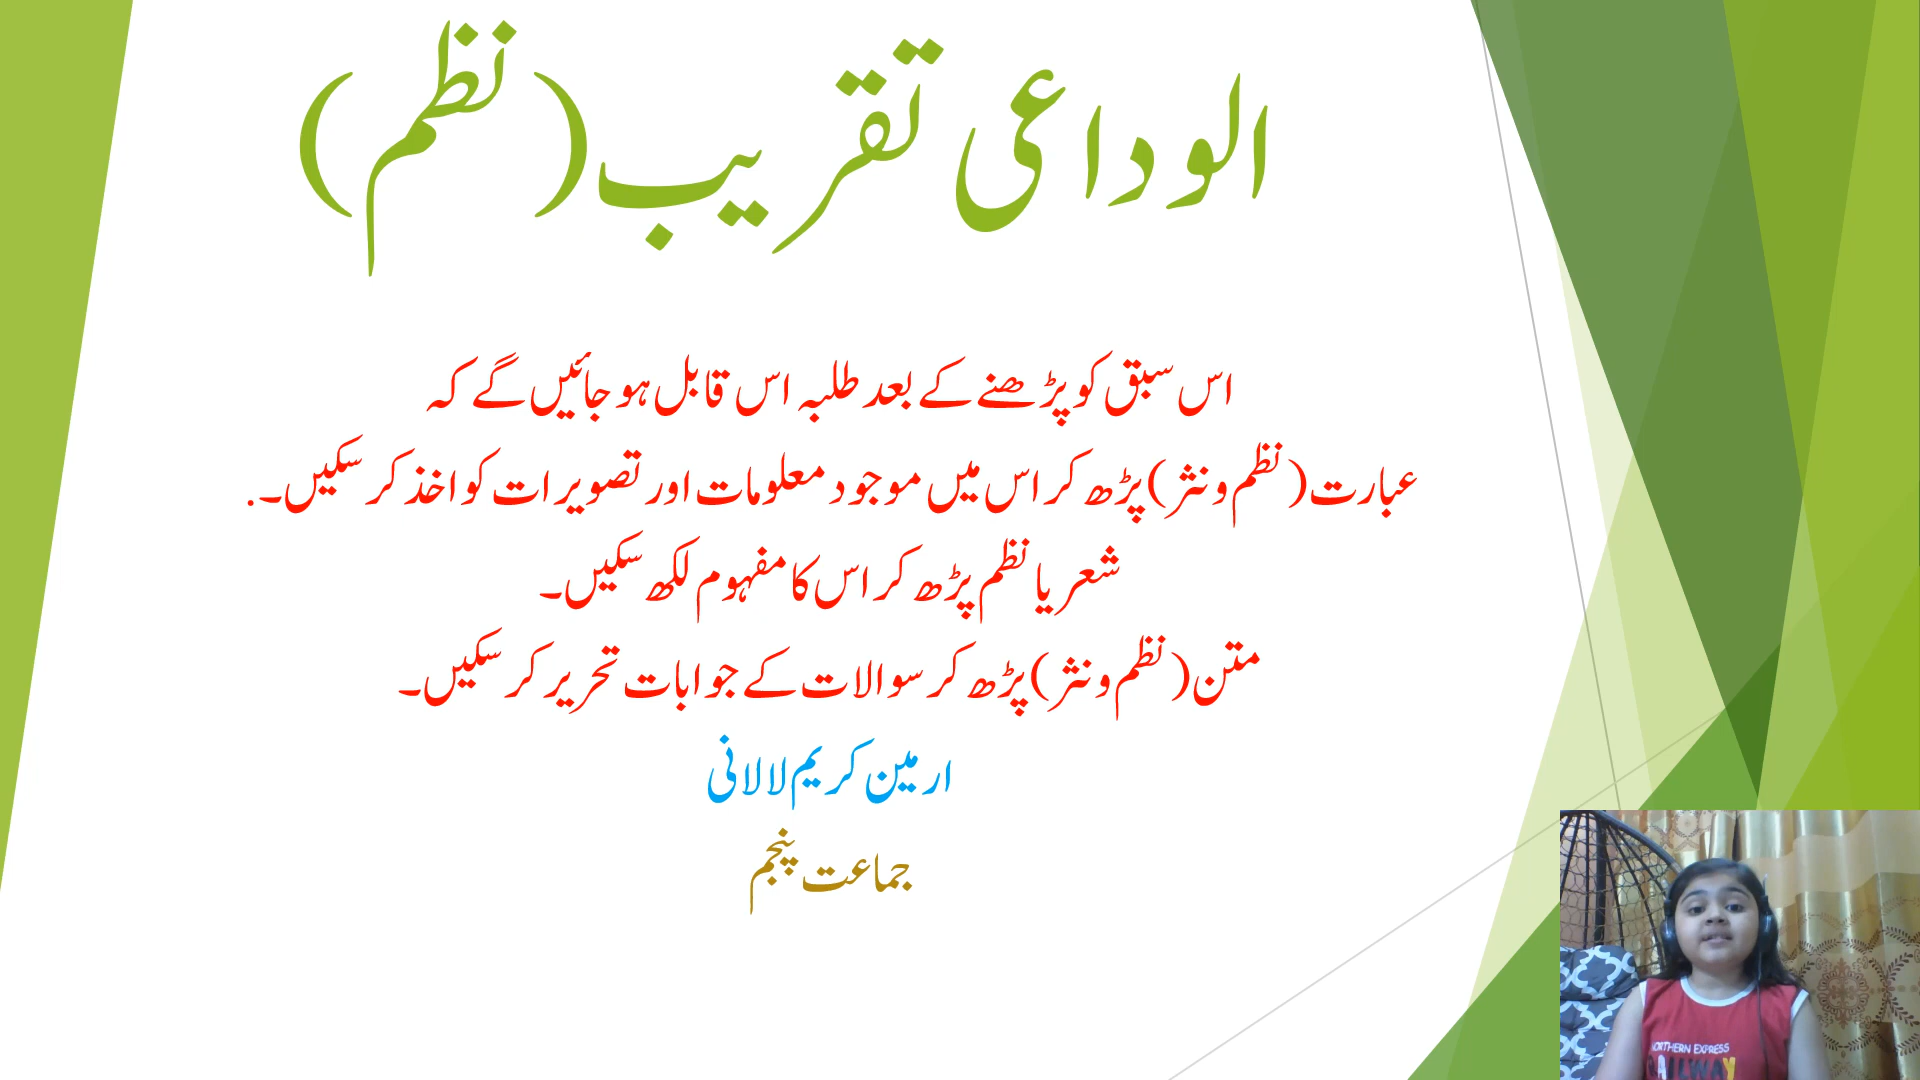 الوداعی تقریب (نظم)
اس سبق کو پڑھنے کے بعد طلبہ اس قابل ہو جائیں گے کہ
عبارت (نظم و نثر) پڑھ کر اس میں موجود معلومات اور تصویرات کو اخذ کر سکیں۔.
شعر یا نظم پڑھ کر اس کا مفہوم لکھ سکیں۔
متن (نظم و نثر) پڑھ کر سوالات کے جوابات تحریر کر سکیں۔
ارمین کریم لالانی
جماعت پنجم
NORTHERN EXPRESS
RAILWAY